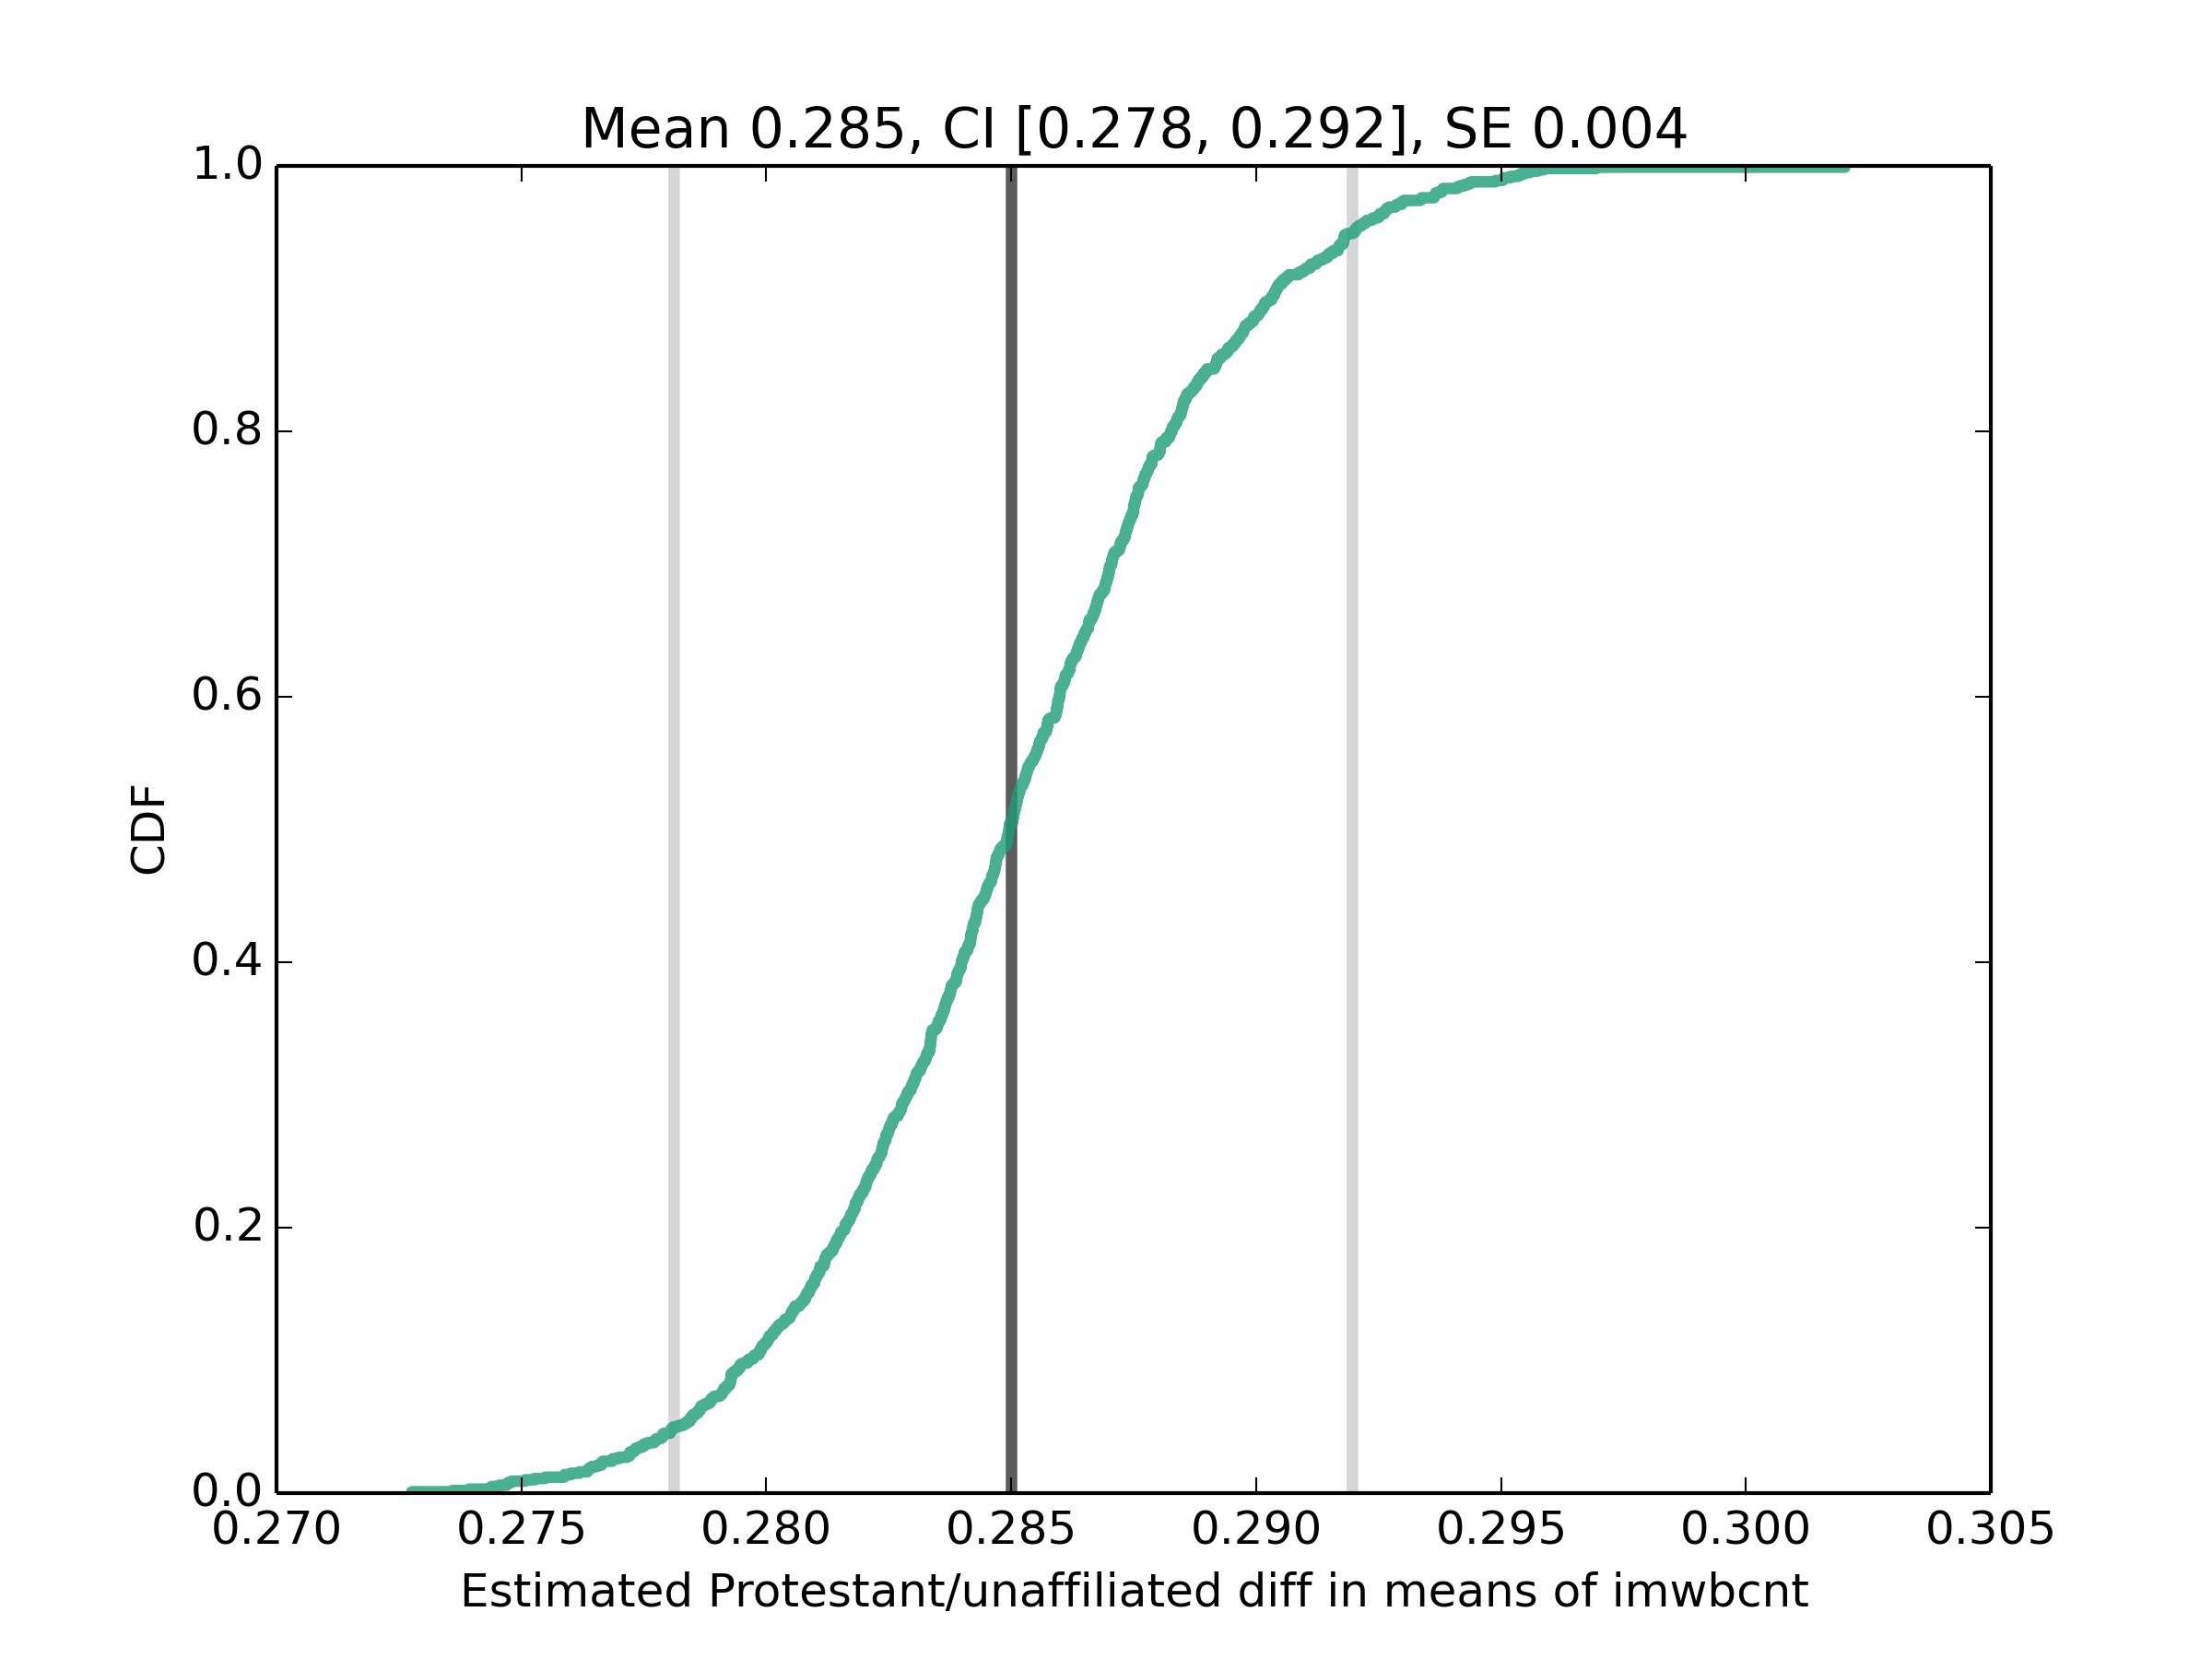 Mean 0.285, CI [0.278, 0.292], SE 0.004
1.0
0.8
0.6
0.4
0.2
0.0
CDF
0.270 0.275 0.280 0.285 0.290 0.295 0.300 0.305
Estimated Protestant/unaffiliated diff in means of imwbcnt